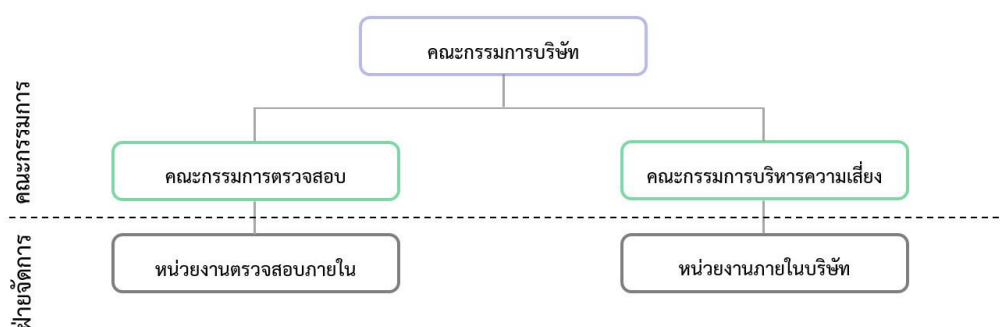 คณะกรรมการบริษัท
คณะกรรมการ
คณะกรรมการตรวจสอบ
คณะกรรมการบริหารความเสี่ยง
ฝ่ายจัดการ
หน่วยงานตรวจสอบภายใน
หน่วยงานภายในบริษัท